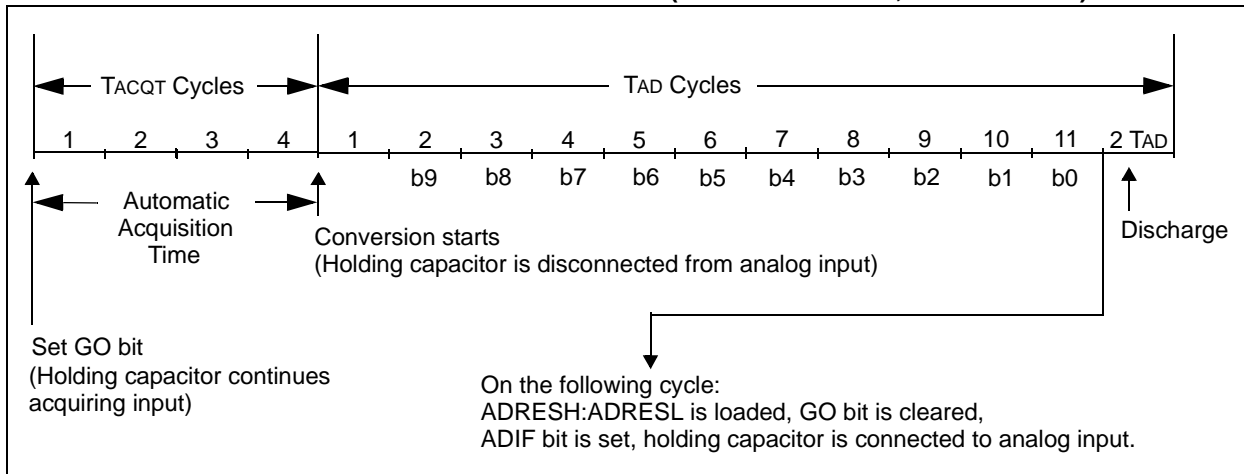 TACQT Cycles
TAD Cycles
1 2 3 4 1 2 3 4 5 6 7 8 9 10 11 2 TAD
b9 b8 b7 b6 b5 b4 b3 b2 b1 b0
Automatic
Acquisition
Time
Conversion starts
(Holding capacitor is disconnected from analog input)
Discharge
Set GO bit
(Holding capacitor continues
acquiring input)
On the following cycle:
ADRESH:ADRESL is loaded, GO bit is cleared,
ADIF bit is set, holding capacitor is connected to analog input.